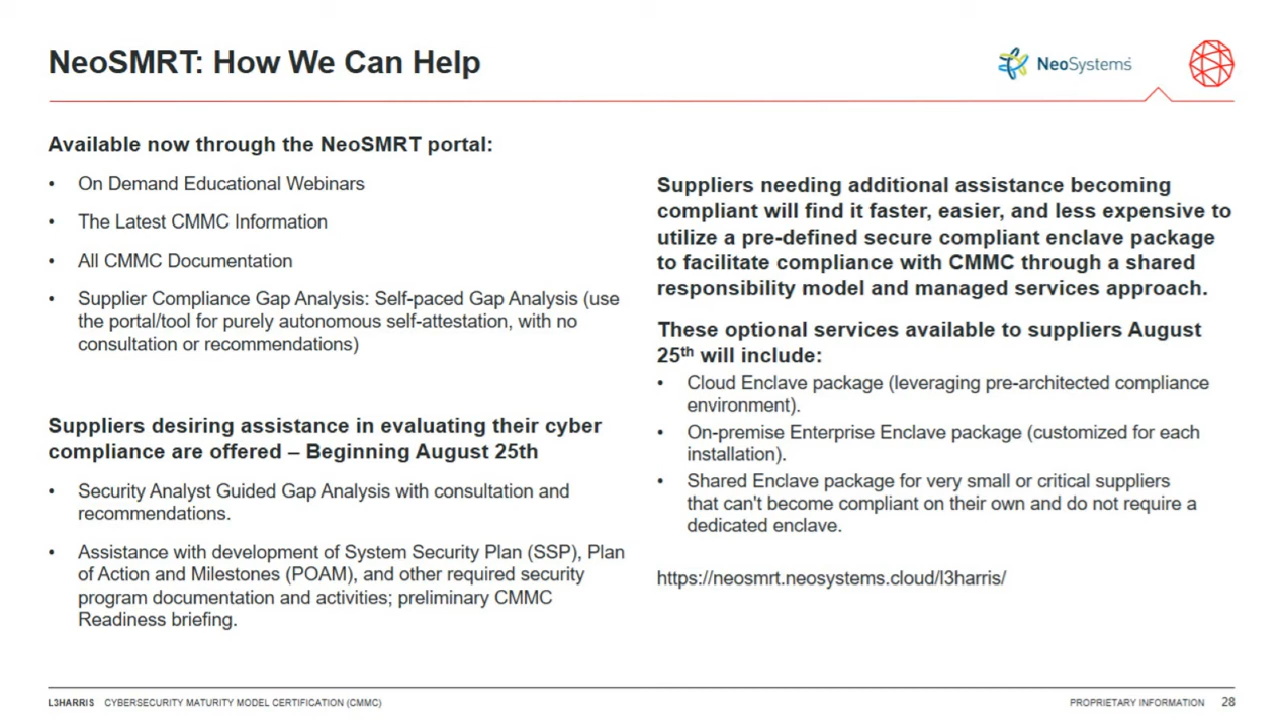 NeoSMRT: How We Can Help
NeoSystems
Available now through the NeoSMRT portal:
• On Demand Educational Webinars
• The Latest CMMC Information
• All CMMC Documentation
• Supplier Compliance Gap Analysis: Self-paced Gap Analysis (use
the portal/tool for purely autonomous self-attestation, with no
consultation or recommendations)
Suppliers desiring assistance in evaluating their cyber
compliance are offered – Beginning August 25th
• Security Analyst Guided Gap Analysis with consultation and
recommendations.
• Assistance with development of System Security Plan (SSP), Plan
of Action and Milestones (POAM), and other required security
program documentation and activities; preliminary CMMC
Readiness briefing.
Suppliers needing additional assistance becoming
compliant will find it faster, easier, and less expensive to
utilize a pre-defined secure compliant enclave package
to facilitate compliance with CMMC through a shared
responsibility model and managed services approach.
These optional services available to suppliers August
25th will include:
• Cloud Enclave package (leveraging pre-architected compliance
environment).
• On-premise Enterprise Enclave package (customized for each
installation).
• Shared Enclave package for very small or critical suppliers
that can't become compliant on their own and do not require a
dedicated enclave.
https://neosmrt.neosystems.cloud/l3harris/
L3HARRIS CYBERSECURITY MATURITY MODEL CERTIFICATION (CMMC)
PROPRIETARY INFORMATION 28